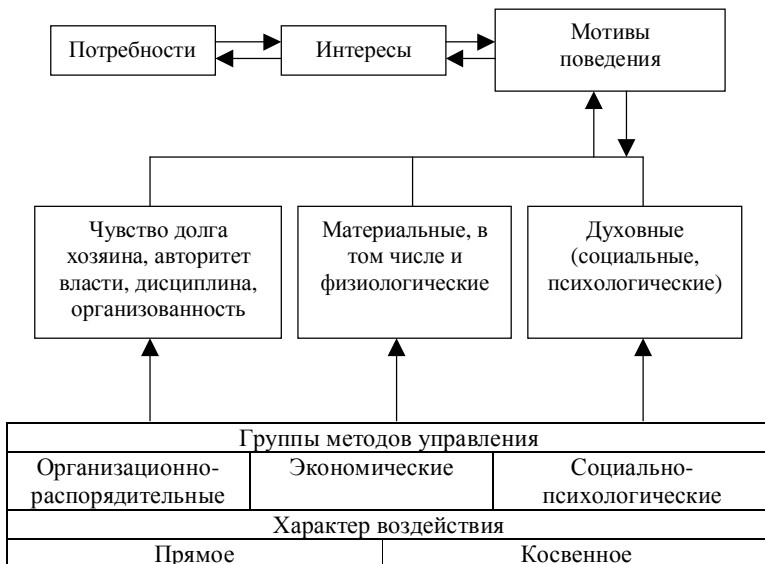 Потребности
Интересы
Мотивы
поведения
Чувство долга
хозяина, авторитет
власти, дисциплина,
организованность
Материальные, в
том числе и
физиологические
Духовные
(социальные,
психологические)
Группы методов управления
Организационно-
распорядительные
Экономические
Социально-
психологические
Характер воздействия
Прямое
Косвенное